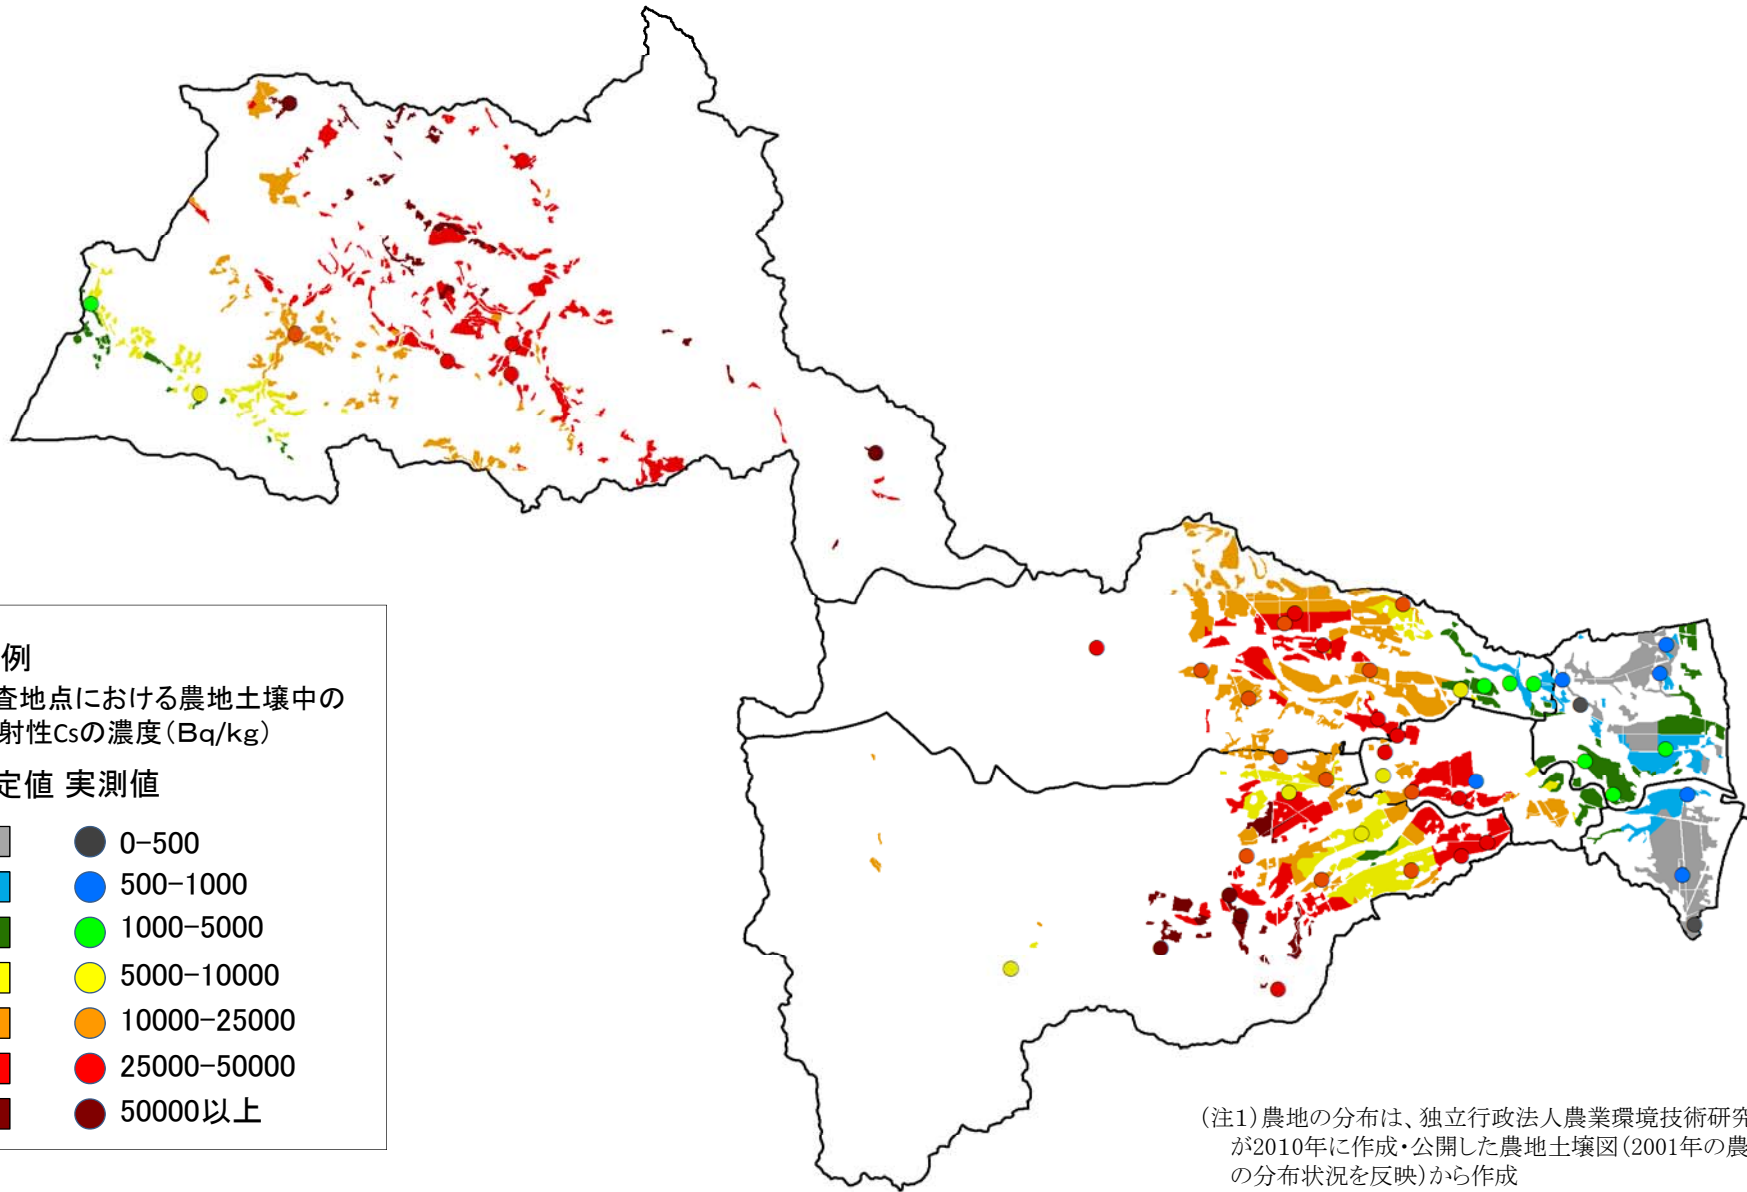 例
査地点における農地土壌中の
射性Csの濃度(Bq/kg)
定値 実測値
0-500
500-1000
1000-5000
5000-10000
10000-25000
25000-50000
50000以上
(注1)農地の分布は、独立行政法人農業環境技術研究
が2010年に作成・公開した農地土壌図(2001年の農
の分布状況を反映)から作成